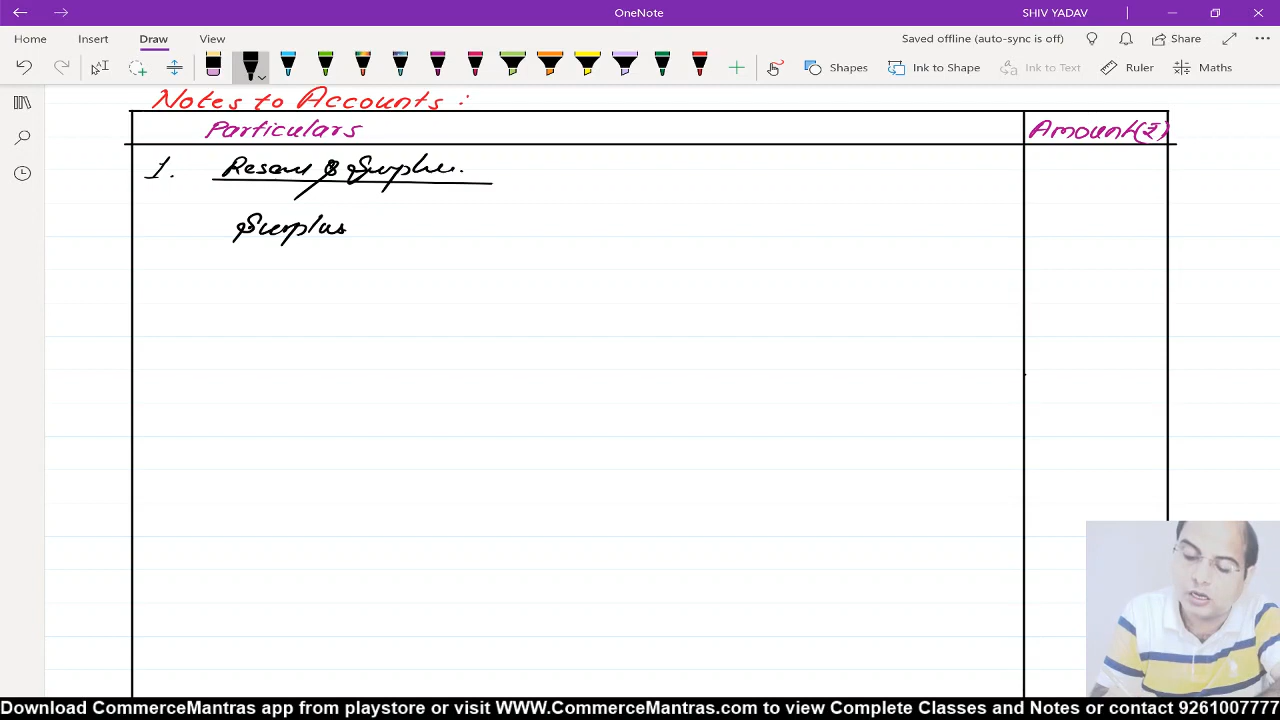 OneNote
SHIV YADAV
Home Insert Draw View
Saved offline (auto-sync is off) Share
Shapes Ink to Shape Ink to Text Ruler Maths
Notes to Accounts :
Particulars Amount(₹)
1. Reserve & Surplus.
Surplus
Download CommerceMantras app from playstore or visit WWW.CommerceMantras.com to view Complete Classes and Notes or contact 9261007777